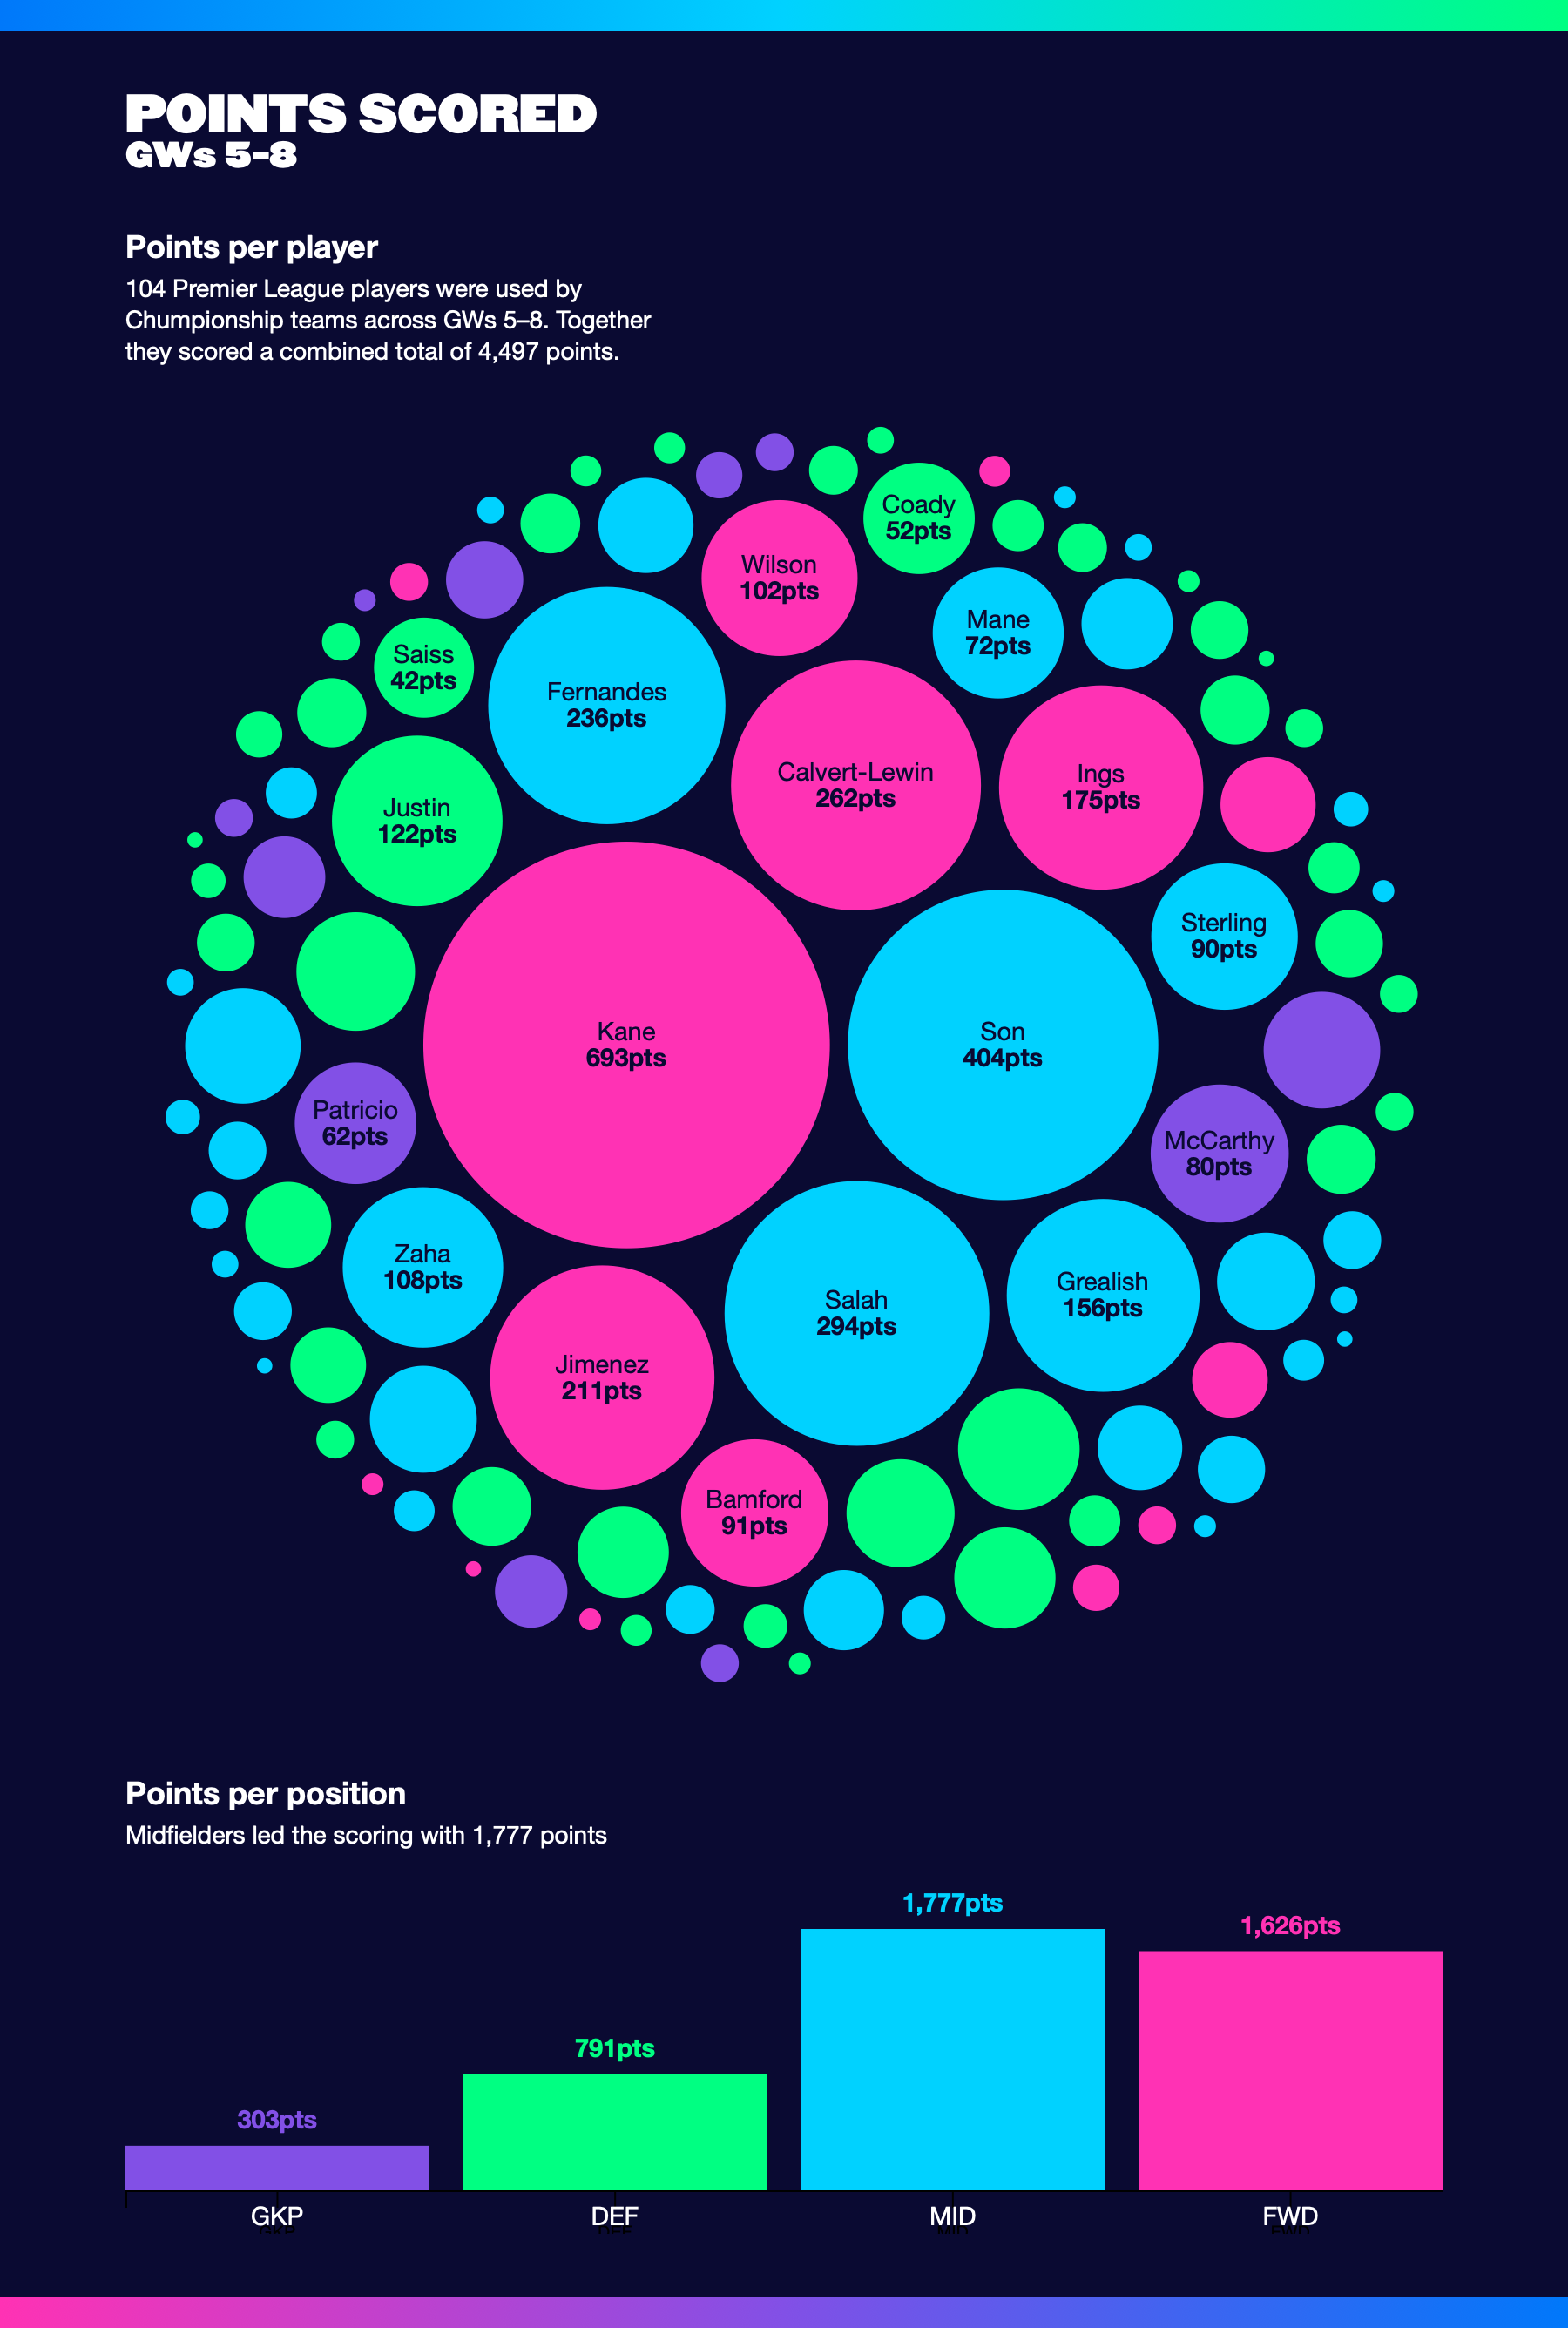 POINTS SCORED
GWs 5-8
Points per player
104 Premier League players were used by
Chumpionship teams across GWs 5–8. Together
they scored a combined total of 4,497 points.
Coady
52pts
Wilson
102pts
Mane
72pts
Saiss
42pts
Fernandes
236pts
Calvert-Lewin
262pts
Ings
175pts
Justin
122pts
Sterling
90pts
Kane
693pts
Son
404pts
Patricio
62pts
McCarthy
80pts
Zaha
108pts
Grealish
156pts
Salah
294pts
Jimenez
211pts
Bamford
91pts
Points per position
Midfielders led the scoring with 1,777 points
1,777pts
1,626pts
791pts
303pts
GKP
DEF
MID
FWD
GKP
DEF
MID
FWD